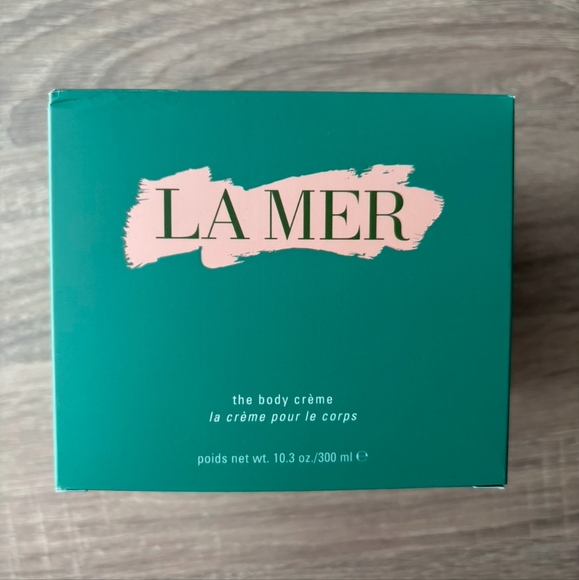 LA MER
the body crème
la crème pour le corps
poids net wt. 10.3 oz./300 ml ℮